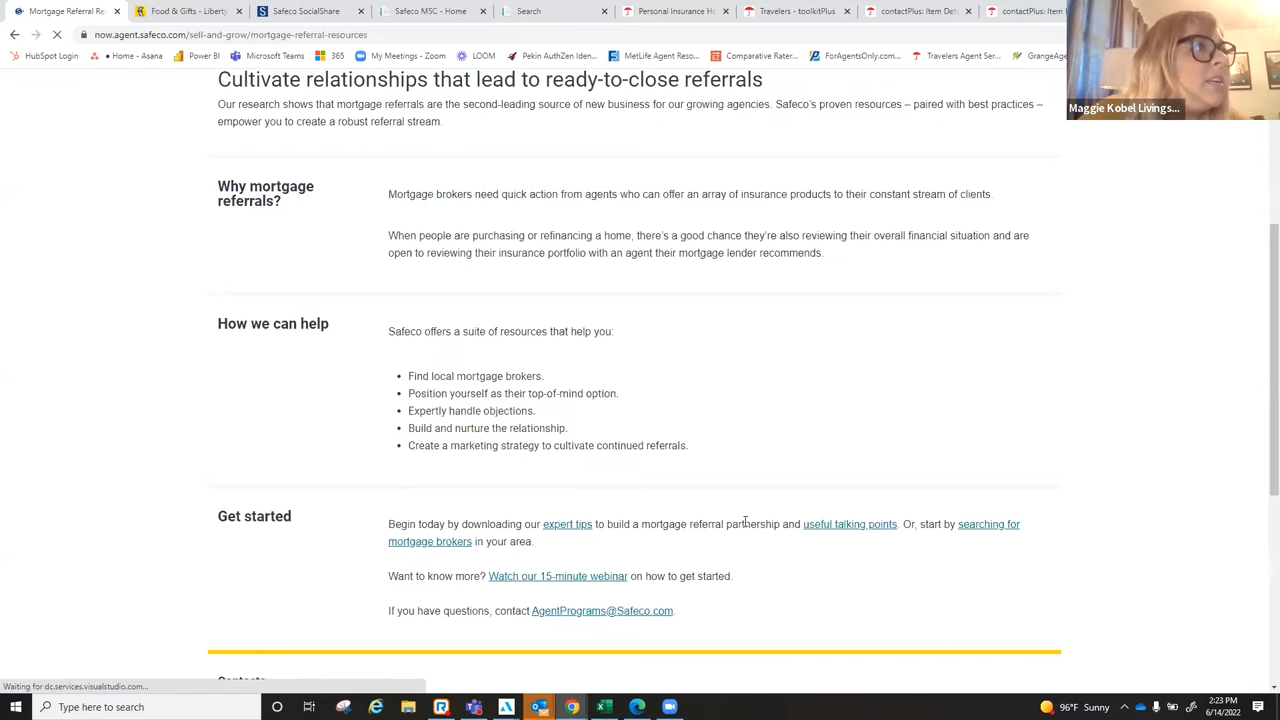 Mortgage Referral Re
Food & Gifts - Libert
Safeco SocialShare
Safeco MSC - Home
Search
Personal Insurance Ho
Travelers - toolkitPlus
contactPlus: Item Deta
contactPlus: Item
now.agent.safeco.com/sell-and-grow/mortgage-referral-resources
HubSpot Login
• Home - Asana
Power BI
Microsoft Teams
365
My Meetings - Zoom
LOOM
Pekin AuthZen Iden...
MetLife Agent Reso...
Comparative Rater...
ForAgentsOnly.com...
Travelers Agent Ser...
GrangeAge
Maggie Kobel Livings...
Cultivate relationships that lead to ready-to-close referrals
Our research shows that mortgage referrals are the second-leading source of new business for our growing agencies. Safeco's proven resources – paired with best practices –
empower you to create a robust referral stream.
Why mortgage
referrals?
Mortgage brokers need quick action from agents who can offer an array of insurance products to their constant stream of clients.
When people are purchasing or refinancing a home, there's a good chance they're also reviewing their overall financial situation and are
open to reviewing their insurance portfolio with an agent their mortgage lender recommends.
How we can help
Safeco offers a suite of resources that help you:
• Find local mortgage brokers.
• Position yourself as their top-of-mind option.
• Expertly handle objections.
• Build and nurture the relationship.
• Create a marketing strategy to cultivate continued referrals.
Get started
Begin today by downloading our expert tips to build a mortgage referral partnership and useful talking points. Or, start by searching for
mortgage brokers in your area.
Want to know more? Watch our 15-minute webinar on how to get started.
If you have questions, contact AgentPrograms@Safeco.com.
Contacts
Waiting for dc.services.visualstudio.com...
Type here to search
96°F Sunny
2:23 PM
6/14/2022